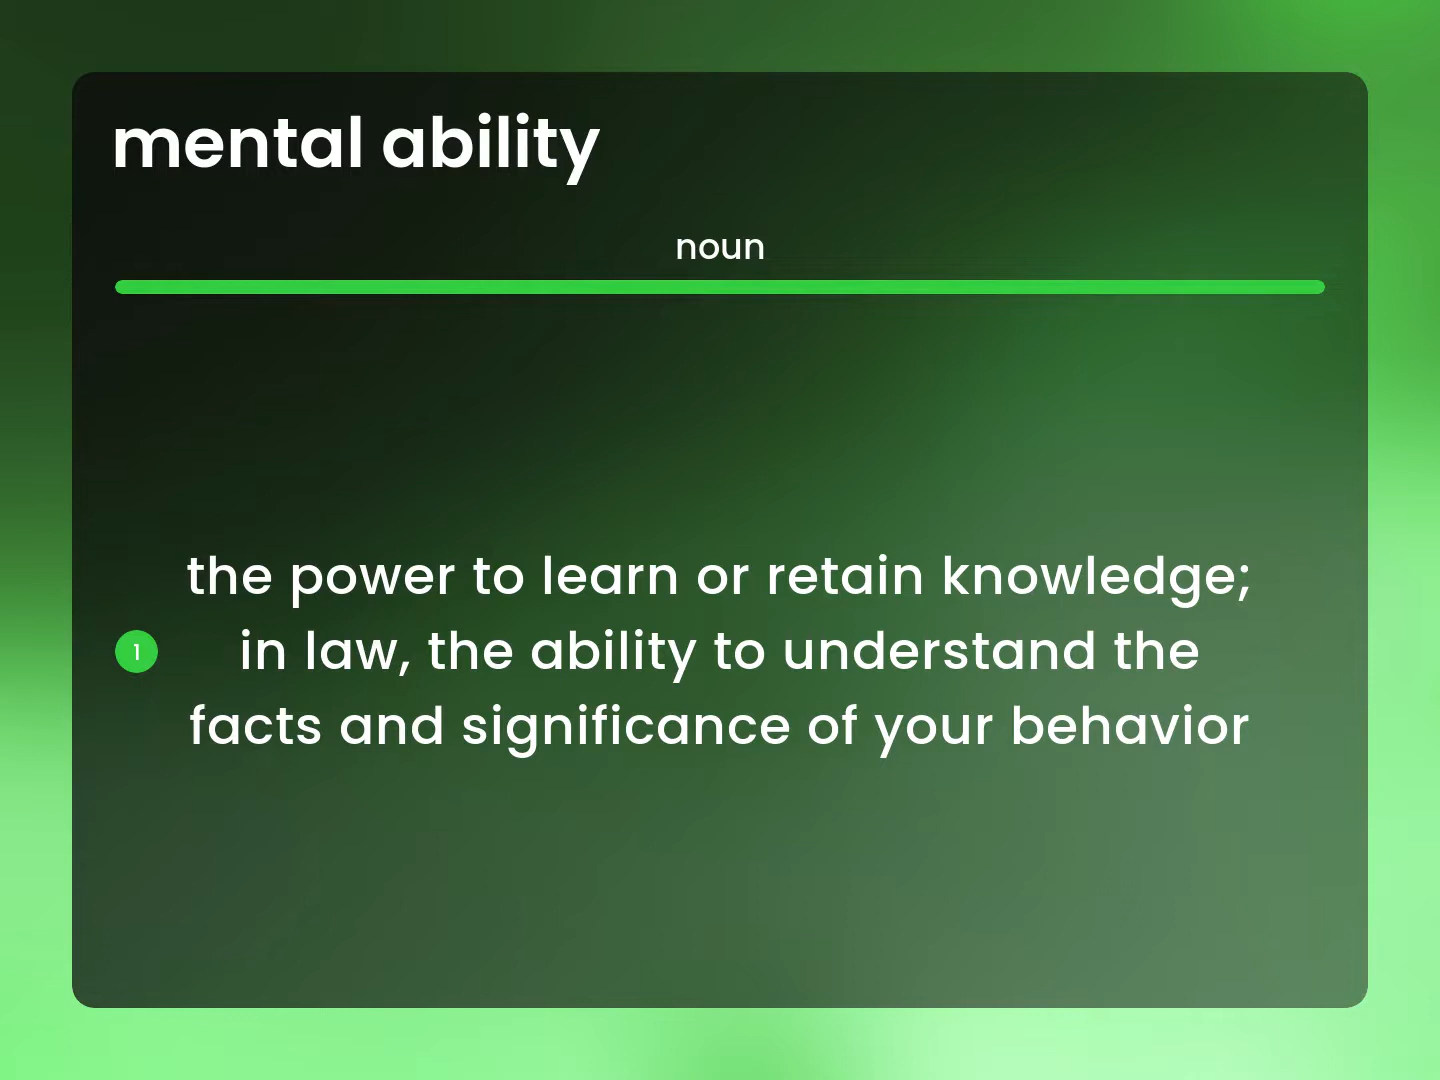 mental ability
noun
the power to learn or retain knowledge;
1 in law, the ability to understand the
facts and significance of your behavior